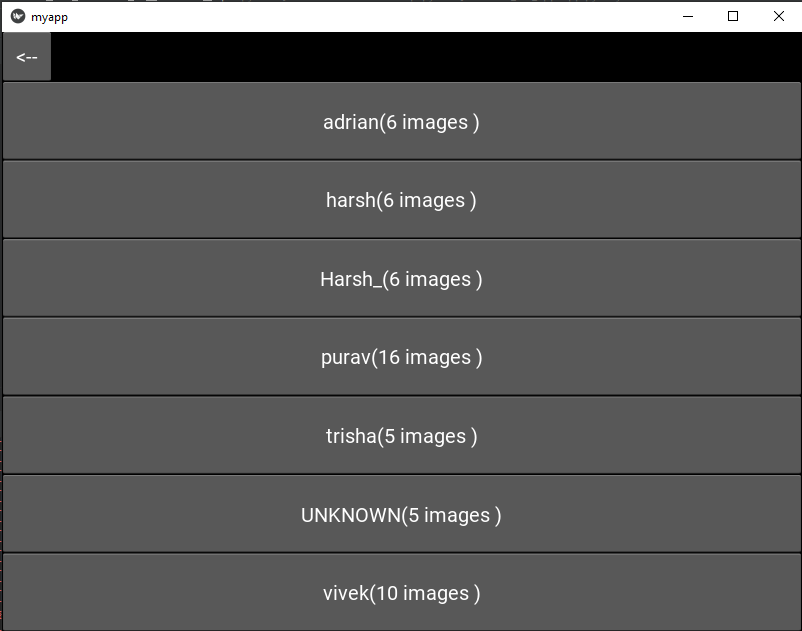 myapp
<--
adrian(6 images )
harsh(6 images )
Harsh_(6 images )
purav(16 images )
trisha(5 images )
UNKNOWN(5 images )
vivek(10 images )